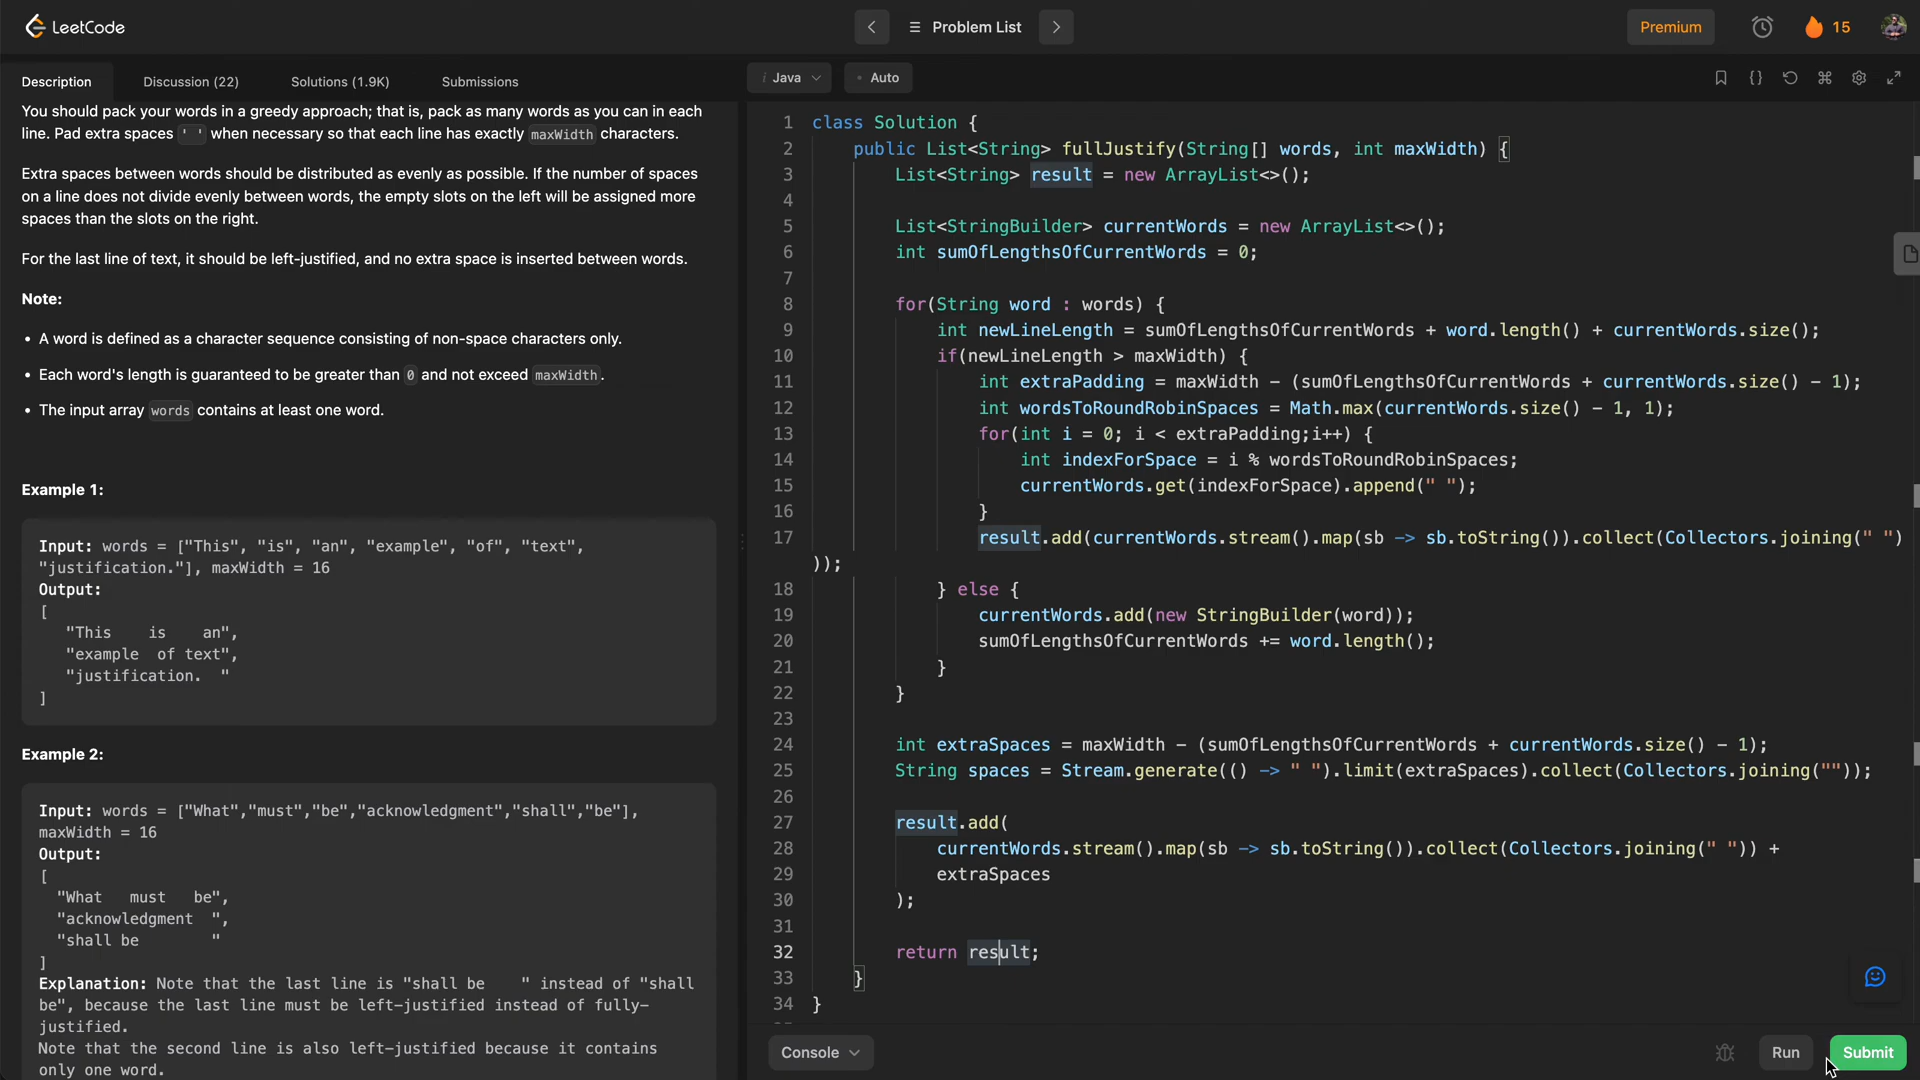 LeetCode
Problem List
Premium
15
Description
Discussion (22)
Solutions (1.9K)
Submissions
You should pack your words in a greedy approach; that is, pack as many words as you can in each
line. Pad extra spaces ' ' when necessary so that each line has exactly maxWidth characters.
Extra spaces between words should be distributed as evenly as possible. If the number of spaces
on a line does not divide evenly between words, the empty slots on the left will be assigned more
spaces than the slots on the right.
For the last line of text, it should be left-justified, and no extra space is inserted between words.
Note:
• A word is defined as a character sequence consisting of non-space characters only.
• Each word's length is guaranteed to be greater than 0 and not exceed maxWidth.
• The input array words contains at least one word.
Example 1:
Input: words = ["This", "is", "an", "example", "of", "text",
"justification."], maxWidth = 16
Output:
[
"This    is    an",
"example  of text",
"justification.  "
]
Example 2:
Input: words = ["What","must","be","acknowledgment","shall","be"],
maxWidth = 16
Output:
[
"What   must   be",
"acknowledgment  ",
"shall be        "
]
Explanation: Note that the last line is "shall be    " instead of "shall
be", because the last line must be left-justified instead of fully-
justified.
Note that the second line is also left-justified because it contains
only one word.
i Java
• Auto
1 class Solution {
2 public List<String> fullJustify(String[] words, int maxWidth) {
3 List<String> result = new ArrayList<>();
4
5 List<StringBuilder> currentWords = new ArrayList<>();
6 int sumOfLengthsOfCurrentWords = 0;
7
8 for(String word : words) {
9 int newLineLength = sumOfLengthsOfCurrentWords + word.length() + currentWords.size();
10 if(newLineLength > maxWidth) {
11 int extraPadding = maxWidth - (sumOfLengthsOfCurrentWords + currentWords.size() - 1);
12 int wordsToRoundRobinSpaces = Math.max(currentWords.size() - 1, 1);
13 for(int i = 0; i < extraPadding;i++) {
14 int indexForSpace = i % wordsToRoundRobinSpaces;
15 currentWords.get(indexForSpace).append(" ");
16 }
17 result.add(currentWords.stream().map(sb -> sb.toString()).collect(Collectors.joining(" ")
));
18 } else {
19 currentWords.add(new StringBuilder(word));
20 sumOfLengthsOfCurrentWords += word.length();
21 }
22 }
23
24 int extraSpaces = maxWidth - (sumOfLengthsOfCurrentWords + currentWords.size() - 1);
25 String spaces = Stream.generate(() -> " ").limit(extraSpaces).collect(Collectors.joining(""));
26
27 result.add(
28 currentWords.stream().map(sb -> sb.toString()).collect(Collectors.joining(" ")) +
29 extraSpaces
30 );
31
32 return result;
33 }
34 }
Console
Run
Submit